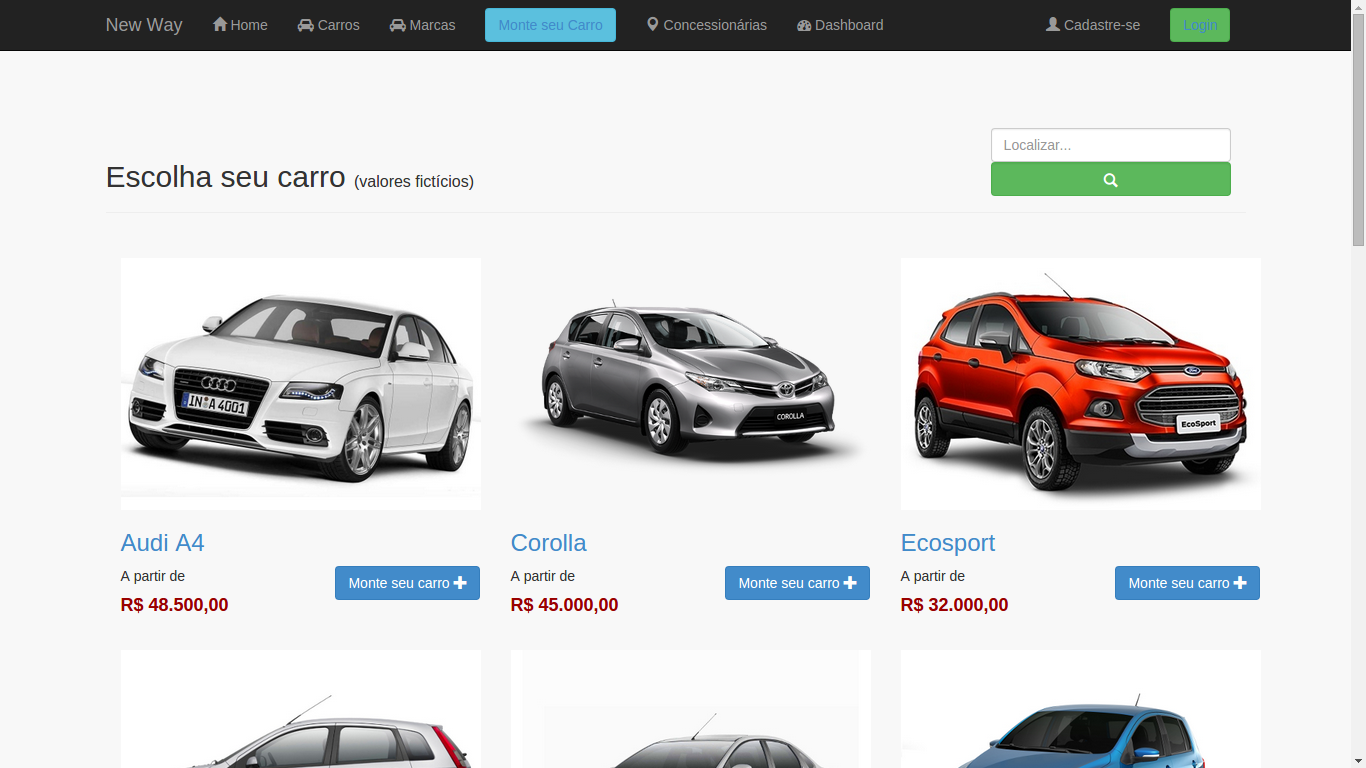 New Way Home Carros Marcas Monte seu Carro Concessionárias Dashboard Cadastre-se Login
Localizar...
Escolha seu carro (valores fictícios)
IN A 4001
COROLLA
EcoSport
Audi A4 Corolla Ecosport
A partir de Monte seu carro A partir de Monte seu carro A partir de Monte seu carro
R$ 48.500,00 R$ 45.000,00 R$ 32.000,00